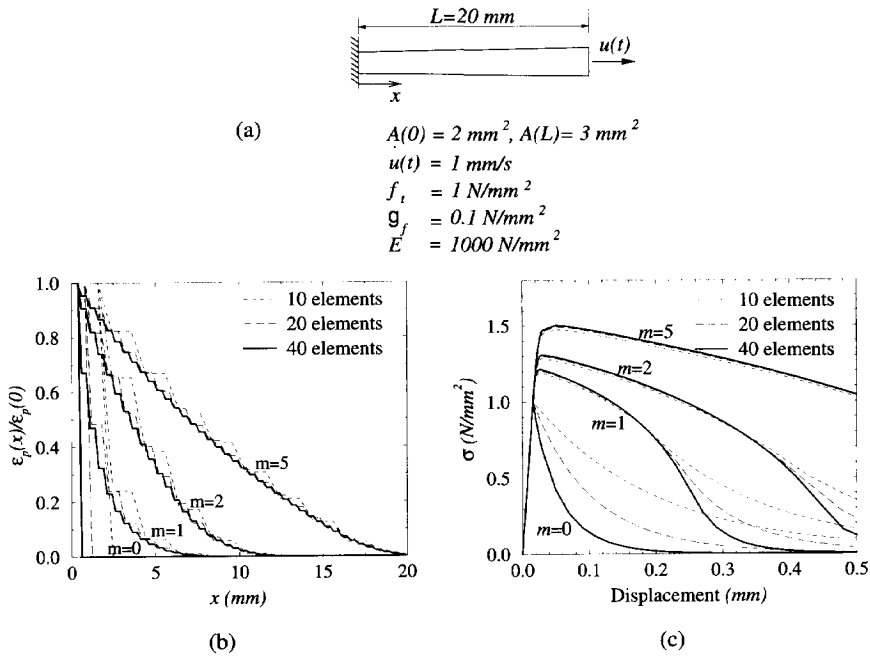 L=20 mm
u(t)
x
(a)
A(0) = 2 mm², A(L)= 3 mm²
u̇(t) = 1 mm/s
f_t = 1 N/mm²
g_f = 0.1 N/mm²
E = 1000 N/mm²
1.0
0.8
0.6
0.4
0.2
0.0
ε_p(x)/ε_p(0)
10 elements
20 elements
40 elements
m=5
m=2
m=1
m=0
0 5 10 15 20
x (mm)
(b)
1.5
1.0
0.5
0.0
σ (N/mm²)
10 elements
20 elements
40 elements
m=5
m=2
m=1
m=0
0.0 0.1 0.2 0.3 0.4 0.5
Displacement (mm)
(c)